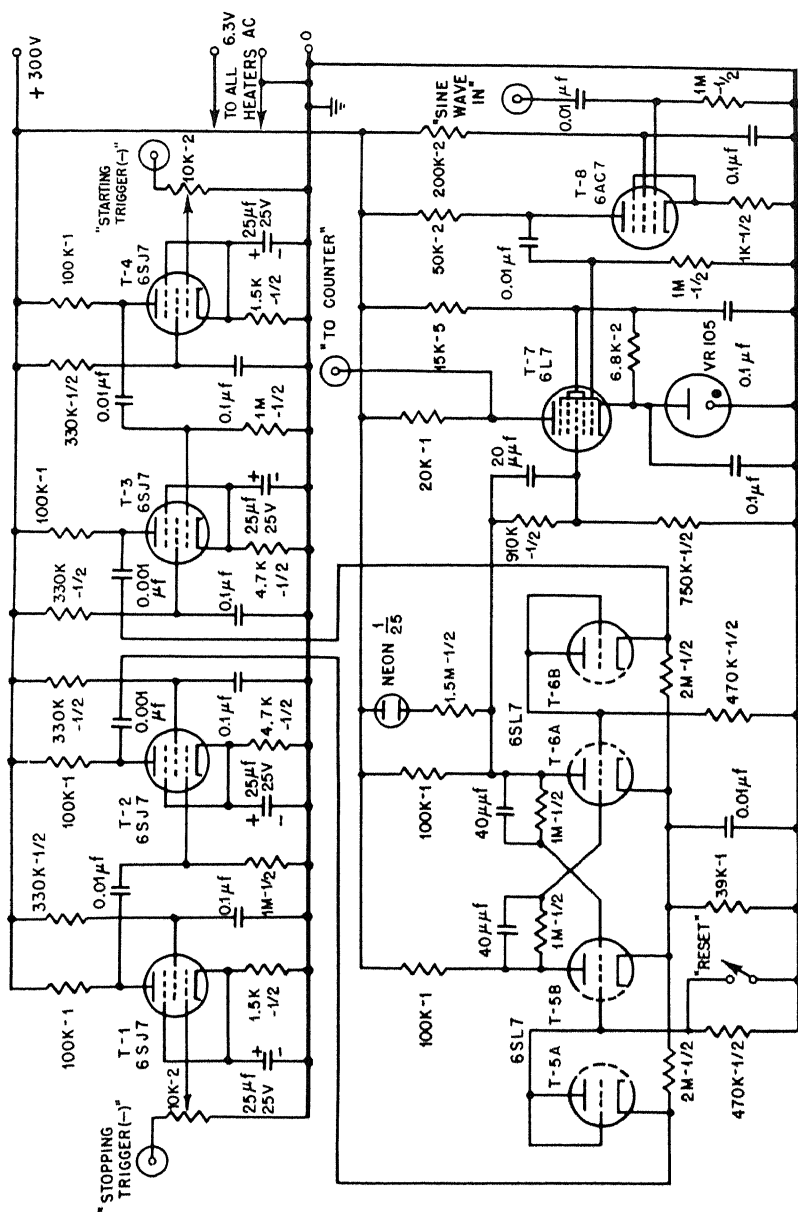 "STOPPING
TRIGGER(-)"
10K-2
100K-1
T-1
6SJ7
25µf
25V
+
-
1.5K
-1/2
330K-1/2
0.01µf
0.1µf
1M-1/2
100K-1
T-2
6SJ7
+
-
25µf
25V
4.7K
-1/2
0.1µf
0.001
µf
330K
-1/2
330K
-1/2
100K-1
0.001
µf
T-3
6SJ7
0.1µf
4.7K
-1/2
25µf
25V
+
-
330K-1/2
0.01µf
1M
-1/2
0.1µf
100K-1
T-4
6SJ7
1.5K
-1/2
25µf
25V
+
-
"STARTING
TRIGGER(-)"
10K-2
+300V
TO ALL
HEATERS
6.3V
AC
0
100K-1
40µµf
1M-1/2
6SL7
T-5A
T-5B
2M-1/2
470K-1/2
"RESET"
39K-1
0.01µf
100K-1
40µµf
1M-1/2
NEON 1/25
1.5M-1/2
6SL7
T-6A
T-6B
2M-1/2
470K-1/2
910K
-1/2
20
µµf
750K-1/2
20K-1
"TO COUNTER"
T-7
6L7
15K-5
6.8K-2
VR105
0.1µf
0.1µf
50K-2
0.01µf
1M
-1/2
200K-2
T-8
6AC7
1K-1/2
0.1µf
"SINE
WAVE
IN"
0.01µf
1M
-1/2